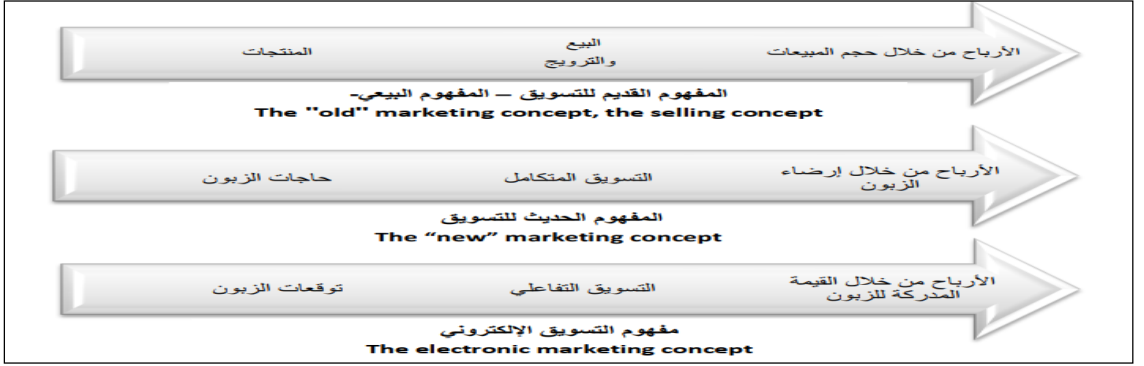 المنتجات
البيع
والترويج
الأرباح من خلال حجم المبيعات
المفهوم القديم للتسويق – المفهوم البيعي-
The "old" marketing concept, the selling concept
حاجات الزبون
التسويق المتكامل
الأرباح من خلال إرضاء
الزبون
المفهوم الحديث للتسويق
The “new” marketing concept
توقعات الزبون
التسويق التفاعلي
الأرباح من خلال القيمة
المدركة للزبون
مفهوم التسويق الإلكتروني
The electronic marketing concept